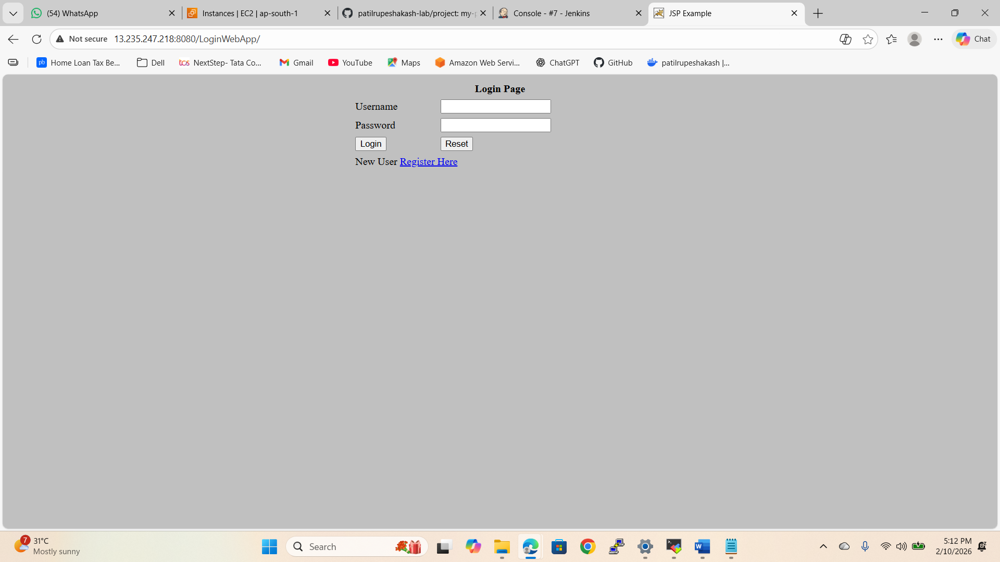 (54) WhatsApp
Instances | EC2 | ap-south-1
patilrupeshakash-lab/project: my-
Console - #7 - Jenkins
JSP Example
Not secure 13.235.247.218:8080/LoginWebApp/
Chat
pb Home Loan Tax Be...
Dell
tcs NextStep- Tata Co...
Gmail
YouTube
Maps
Amazon Web Servi...
ChatGPT
GitHub
patilrupeshakash |...
Login Page
Username
Password
Login Reset
New User Register Here
7
31°C
Mostly sunny
Search
W
5:12 PM
2/10/2026